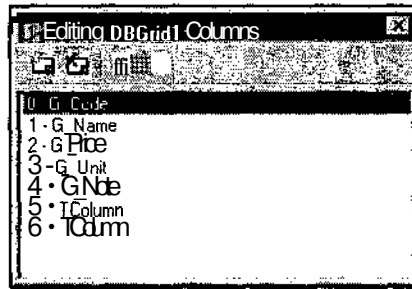 Editing DBGrid1 Columns
0 G_Code
1 - G_Name
2 - G_Price
3 - G_Unit
4 • G_Note
5 • TColumn
6 • TColumn